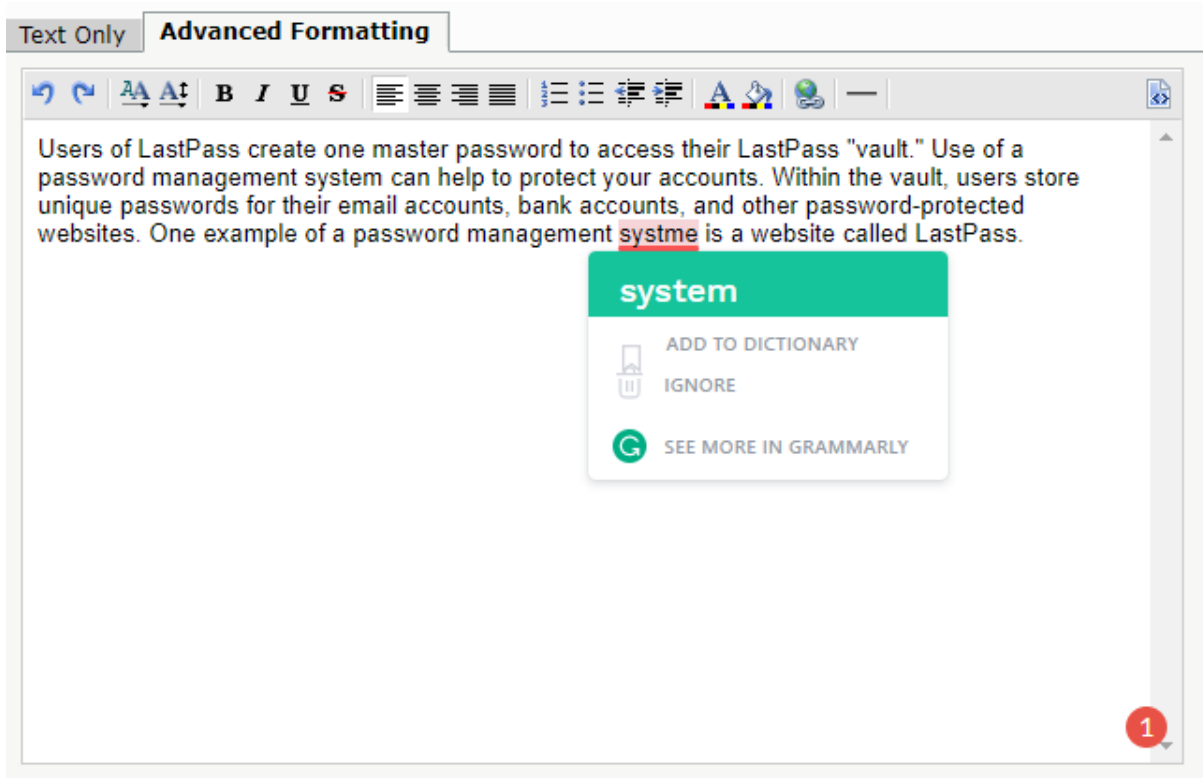 Text Only Advanced Formatting
B I U S
Users of LastPass create one master password to access their LastPass "vault." Use of a
password management system can help to protect your accounts. Within the vault, users store
unique passwords for their email accounts, bank accounts, and other password-protected
websites. One example of a password management systme is a website called LastPass.
system
ADD TO DICTIONARY
IGNORE
SEE MORE IN GRAMMARLY
1